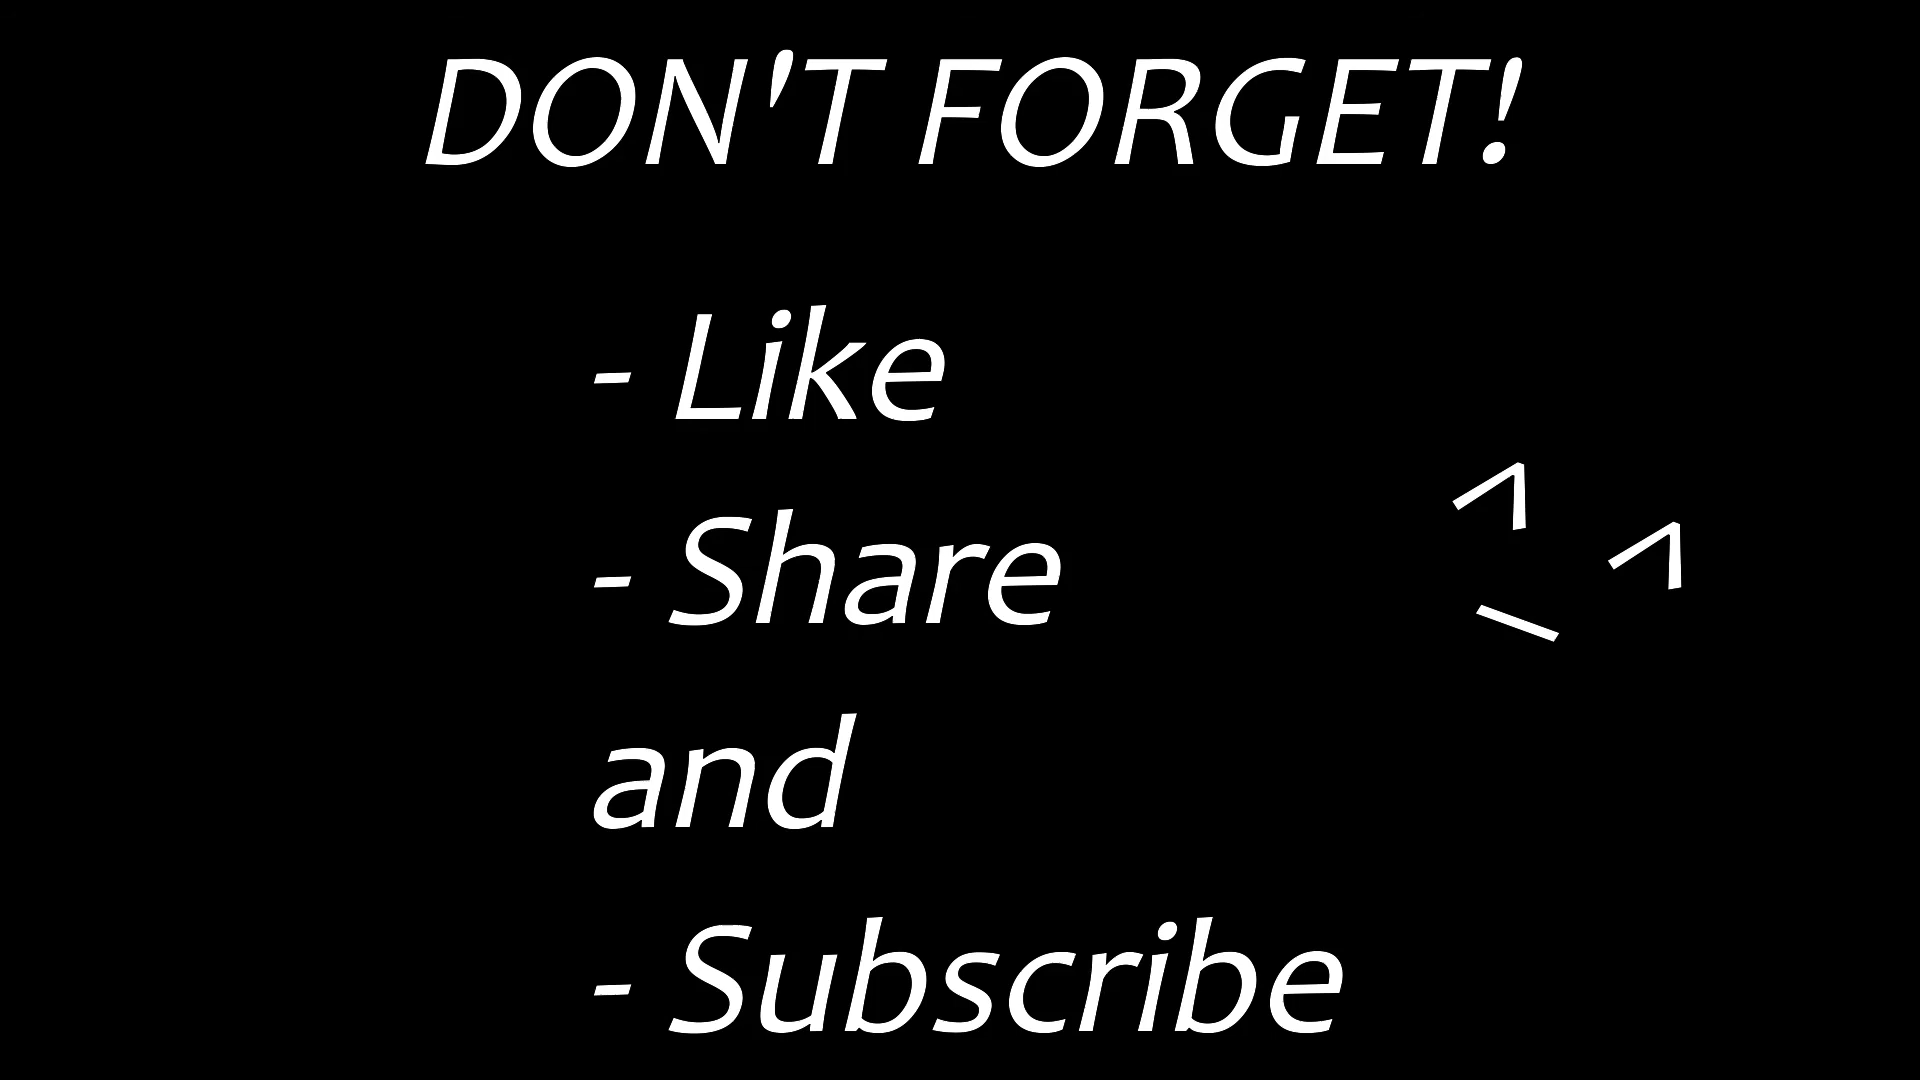 DON'T FORGET!
- Like
- Share
^_^
and
- Subscribe